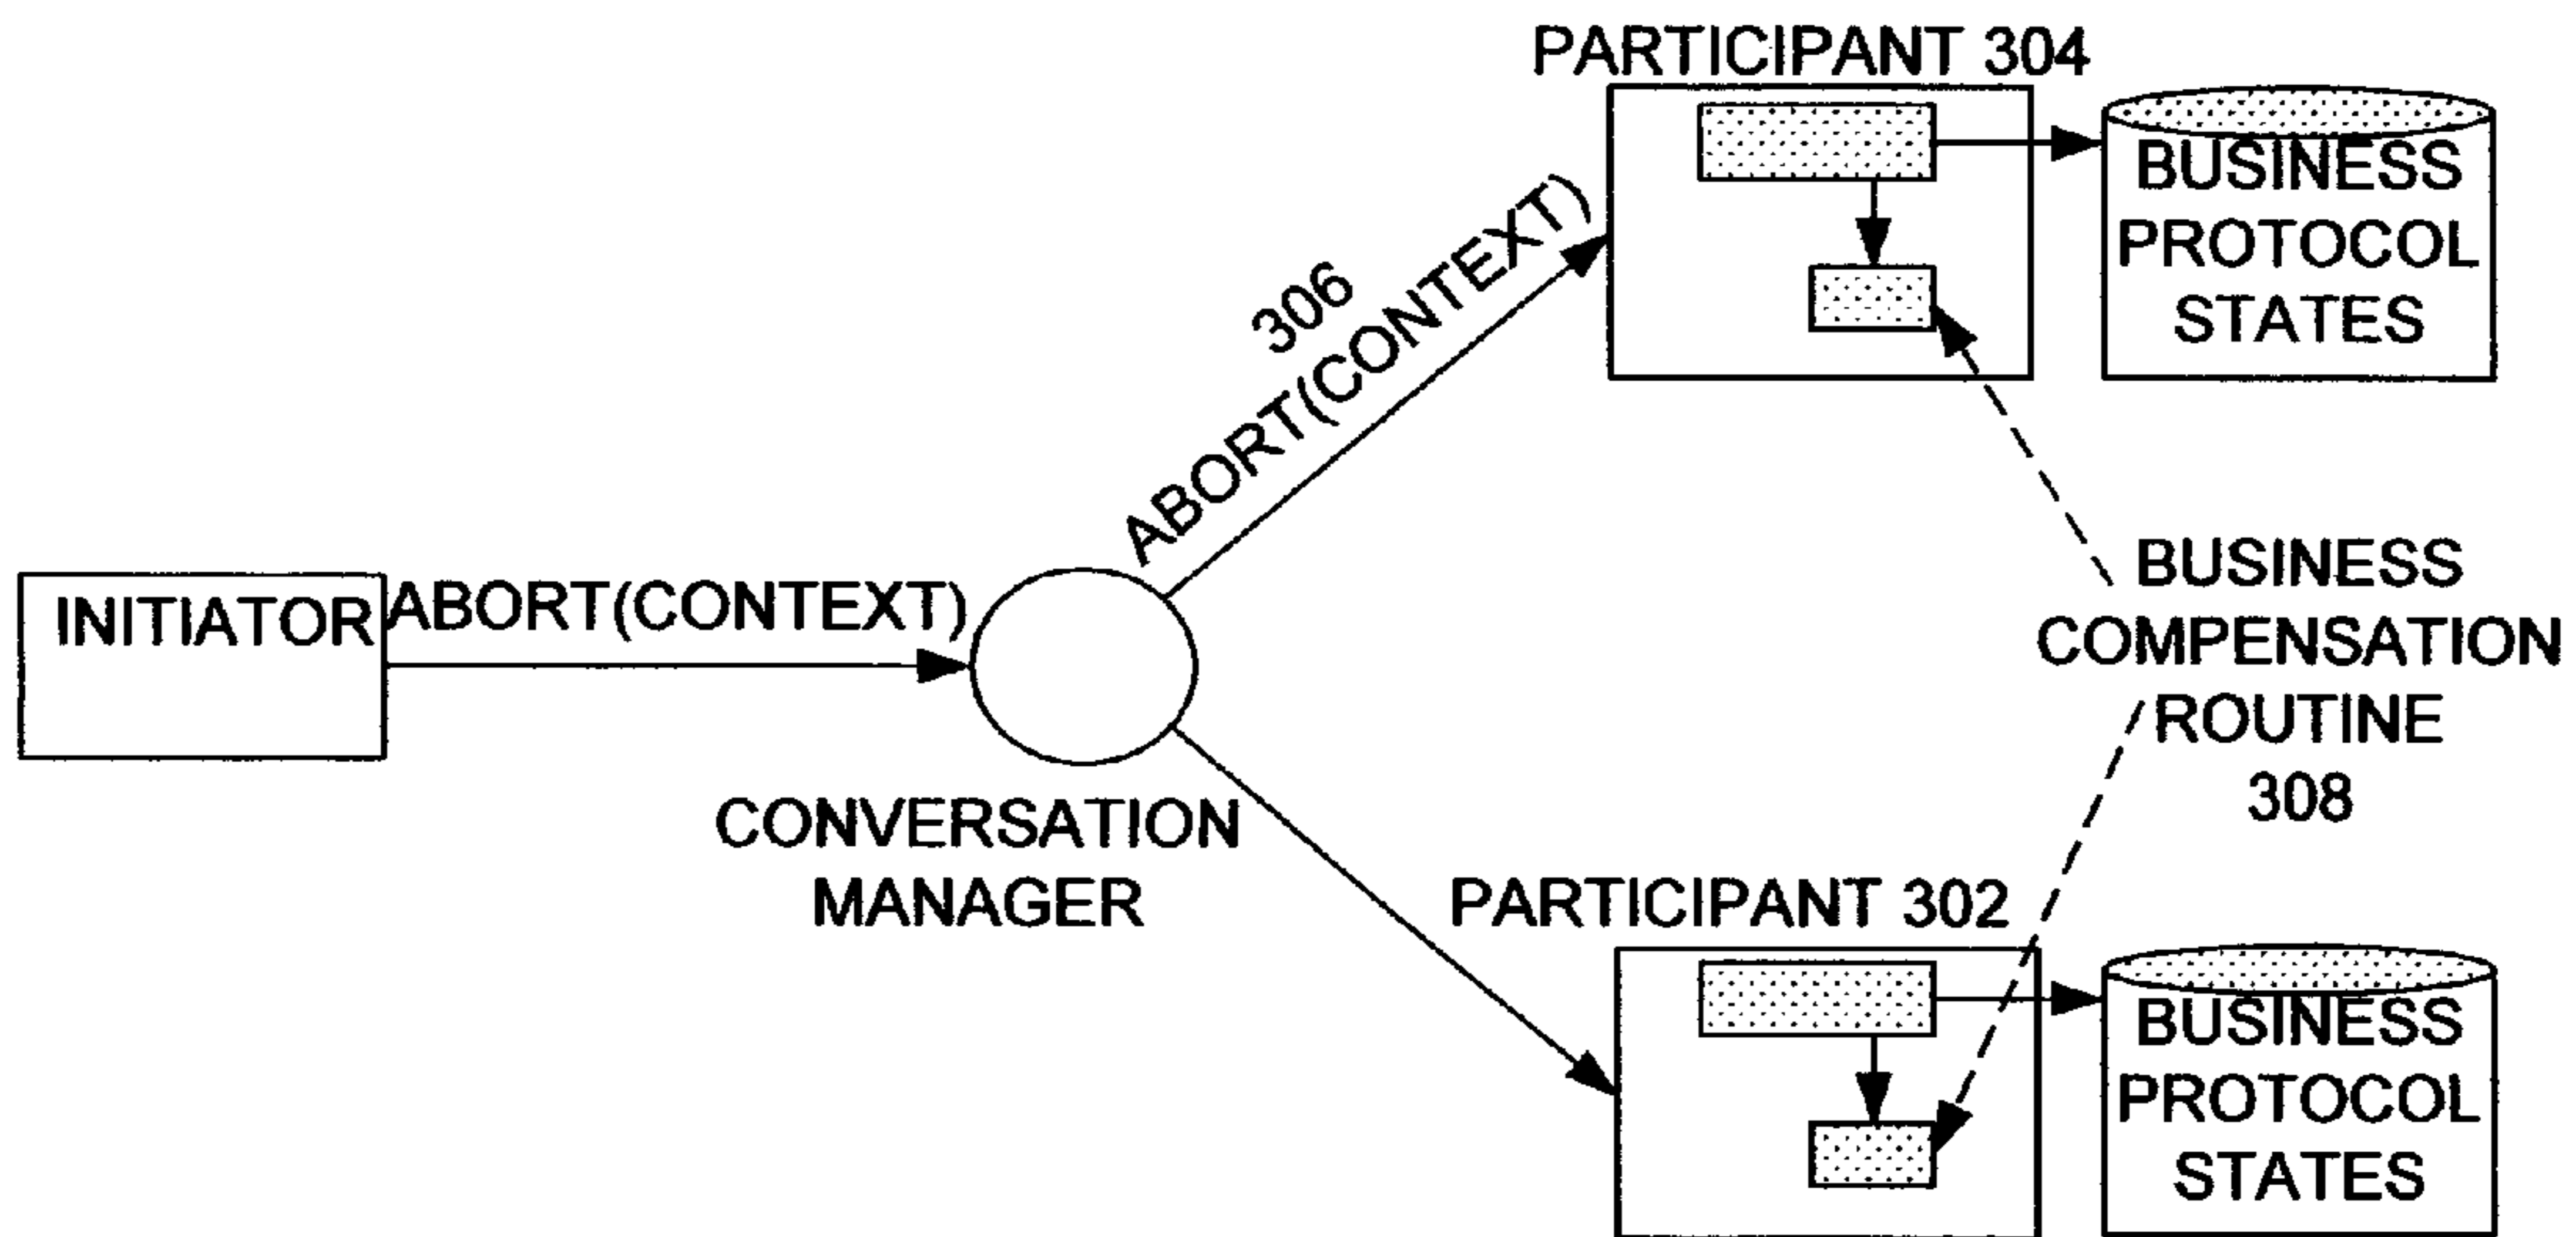 PARTICIPANT 304
BUSINESS
PROTOCOL
STATES
306
ABORT(CONTEXT)
INITIATOR
ABORT(CONTEXT)
CONVERSATION
MANAGER
BUSINESS
COMPENSATION
ROUTINE
308
PARTICIPANT 302
BUSINESS
PROTOCOL
STATES